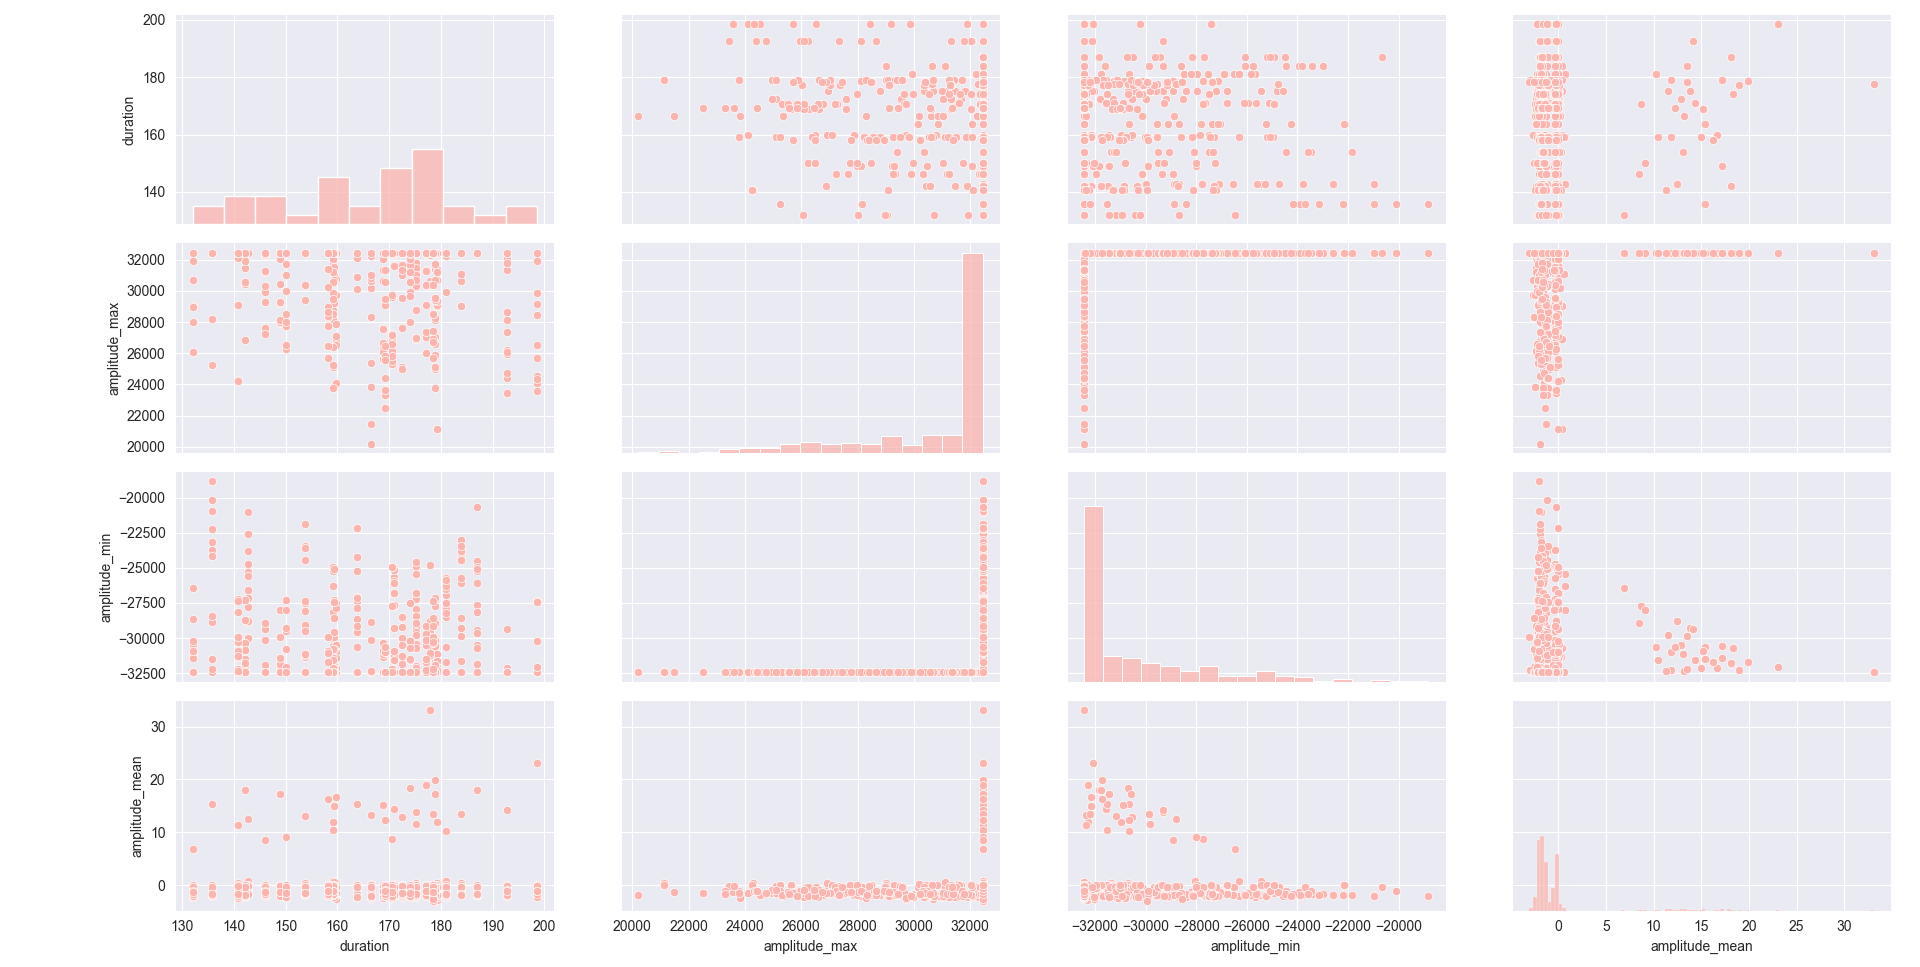 200
180
160
140
duration
32000
30000
28000
26000
24000
22000
20000
amplitude_max
−20000
−22500
−25000
−27500
−30000
−32500
amplitude_min
30
20
10
0
amplitude_mean
130 140 150 160 170 180 190 200
duration
20000 22000 24000 26000 28000 30000 32000
amplitude_max
−32000 −30000 −28000 −26000 −24000 −22000 −20000
amplitude_min
0 5 10 15 20 25 30
amplitude_mean